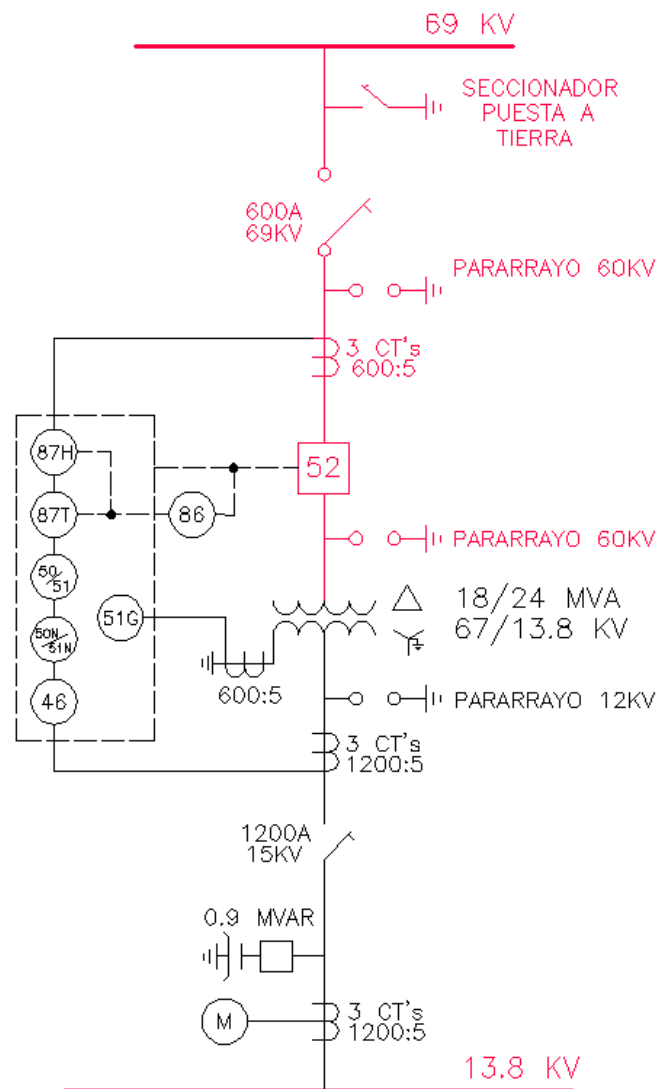 69 KV
SECCIONADOR
PUESTA A
TIERRA
600A
69KV
PARARRAYO 60KV
3 CT's
600:5
87H
52
87T
86
PARARRAYO 60KV
50/51
18/24 MVA
67/13.8 KV
51G
50N/51N
600:5
46
PARARRAYO 12KV
3 CT's
1200:5
1200A
15KV
0.9 MVAR
M
3 CT's
1200:5
13.8 KV